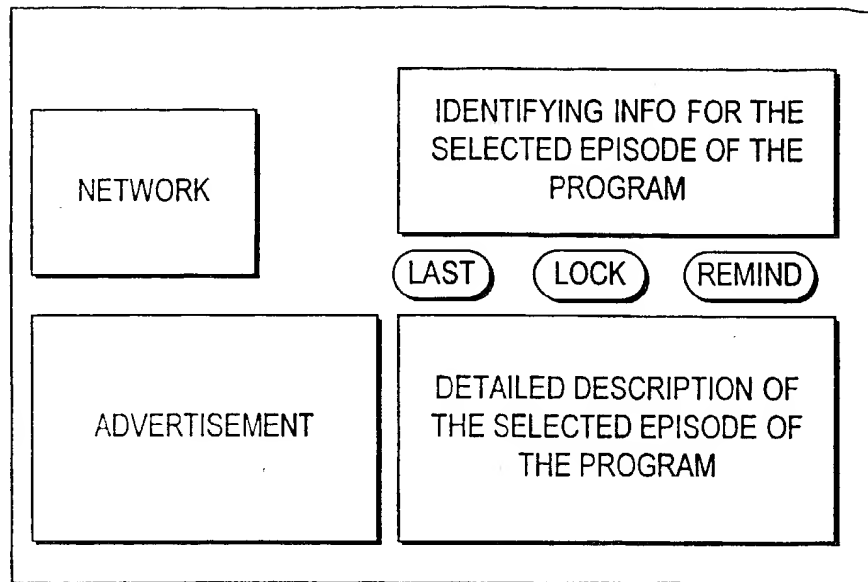 NETWORK
IDENTIFYING INFO FOR THE
SELECTED EPISODE OF THE
PROGRAM
LAST
LOCK
REMIND
ADVERTISEMENT
DETAILED DESCRIPTION OF
THE SELECTED EPISODE OF
THE PROGRAM